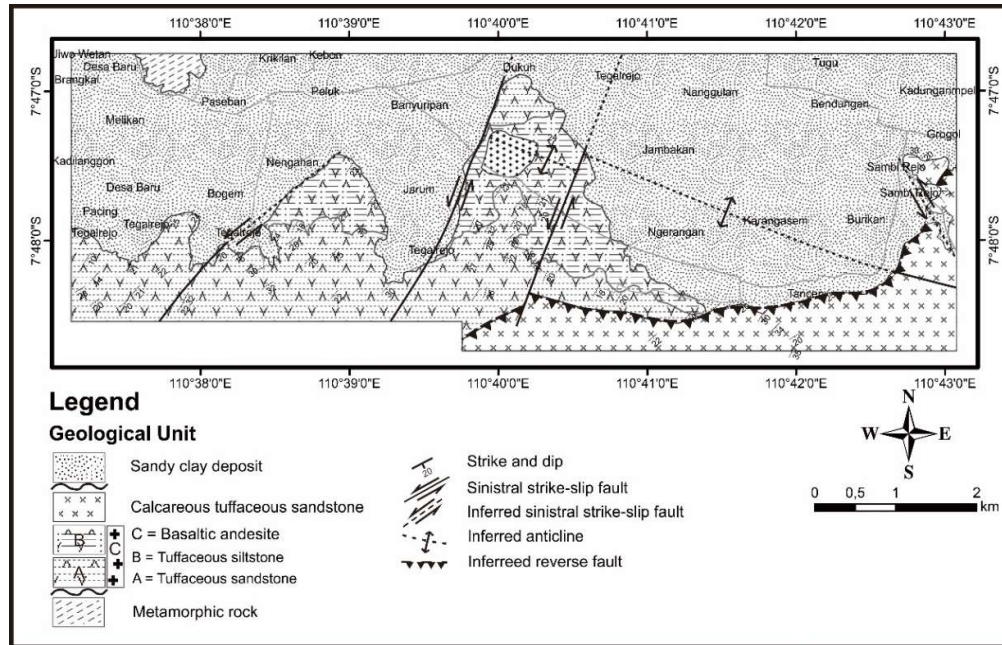 110°38'0"E 110°39'0"E 110°40'0"E 110°41'0"E 110°42'0"E 110°43'0"E
7°47'0"S
7°48'0"S
7°47'0"S
7°48'0"S
Jiwo Wetan
Krikilan
Kebon
Dukuh
Tugu
Desa Baru
Brangkal
Tegalrejo
Paseban
Paluk
Banyuripan
Nanggulan
Bendungan
Kadunganmpel
Melikan
Grogol
Kadilanggon
Nengahan
Jambakan
Sambi Rejo
Desa Baru
Bogem
Jarum
Sambi Rejo
Pacing
Tegalrejo
Karangasem
Burikan
Tegalrejo
Tegalrejo
Ngerangan
Tegalrejo
Tancep
110°38'0"E 110°39'0"E 110°40'0"E 110°41'0"E 110°42'0"E 110°43'0"E
Legend
Geological Unit
Sandy clay deposit
Calcareous tuffaceous sandstone
B
C
C = Basaltic andesite
B = Tuffaceous siltstone
A
A = Tuffaceous sandstone
Metamorphic rock
20
Strike and dip
Sinistral strike-slip fault
Inferred sinistral strike-slip fault
Inferred anticline
Inferreed reverse fault
N
W E
S
0 0,5 1 2
km